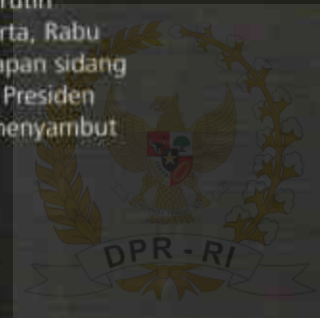 rutin
rta, Rabu
apan sidang
Presiden
menyambut
DPR - RI